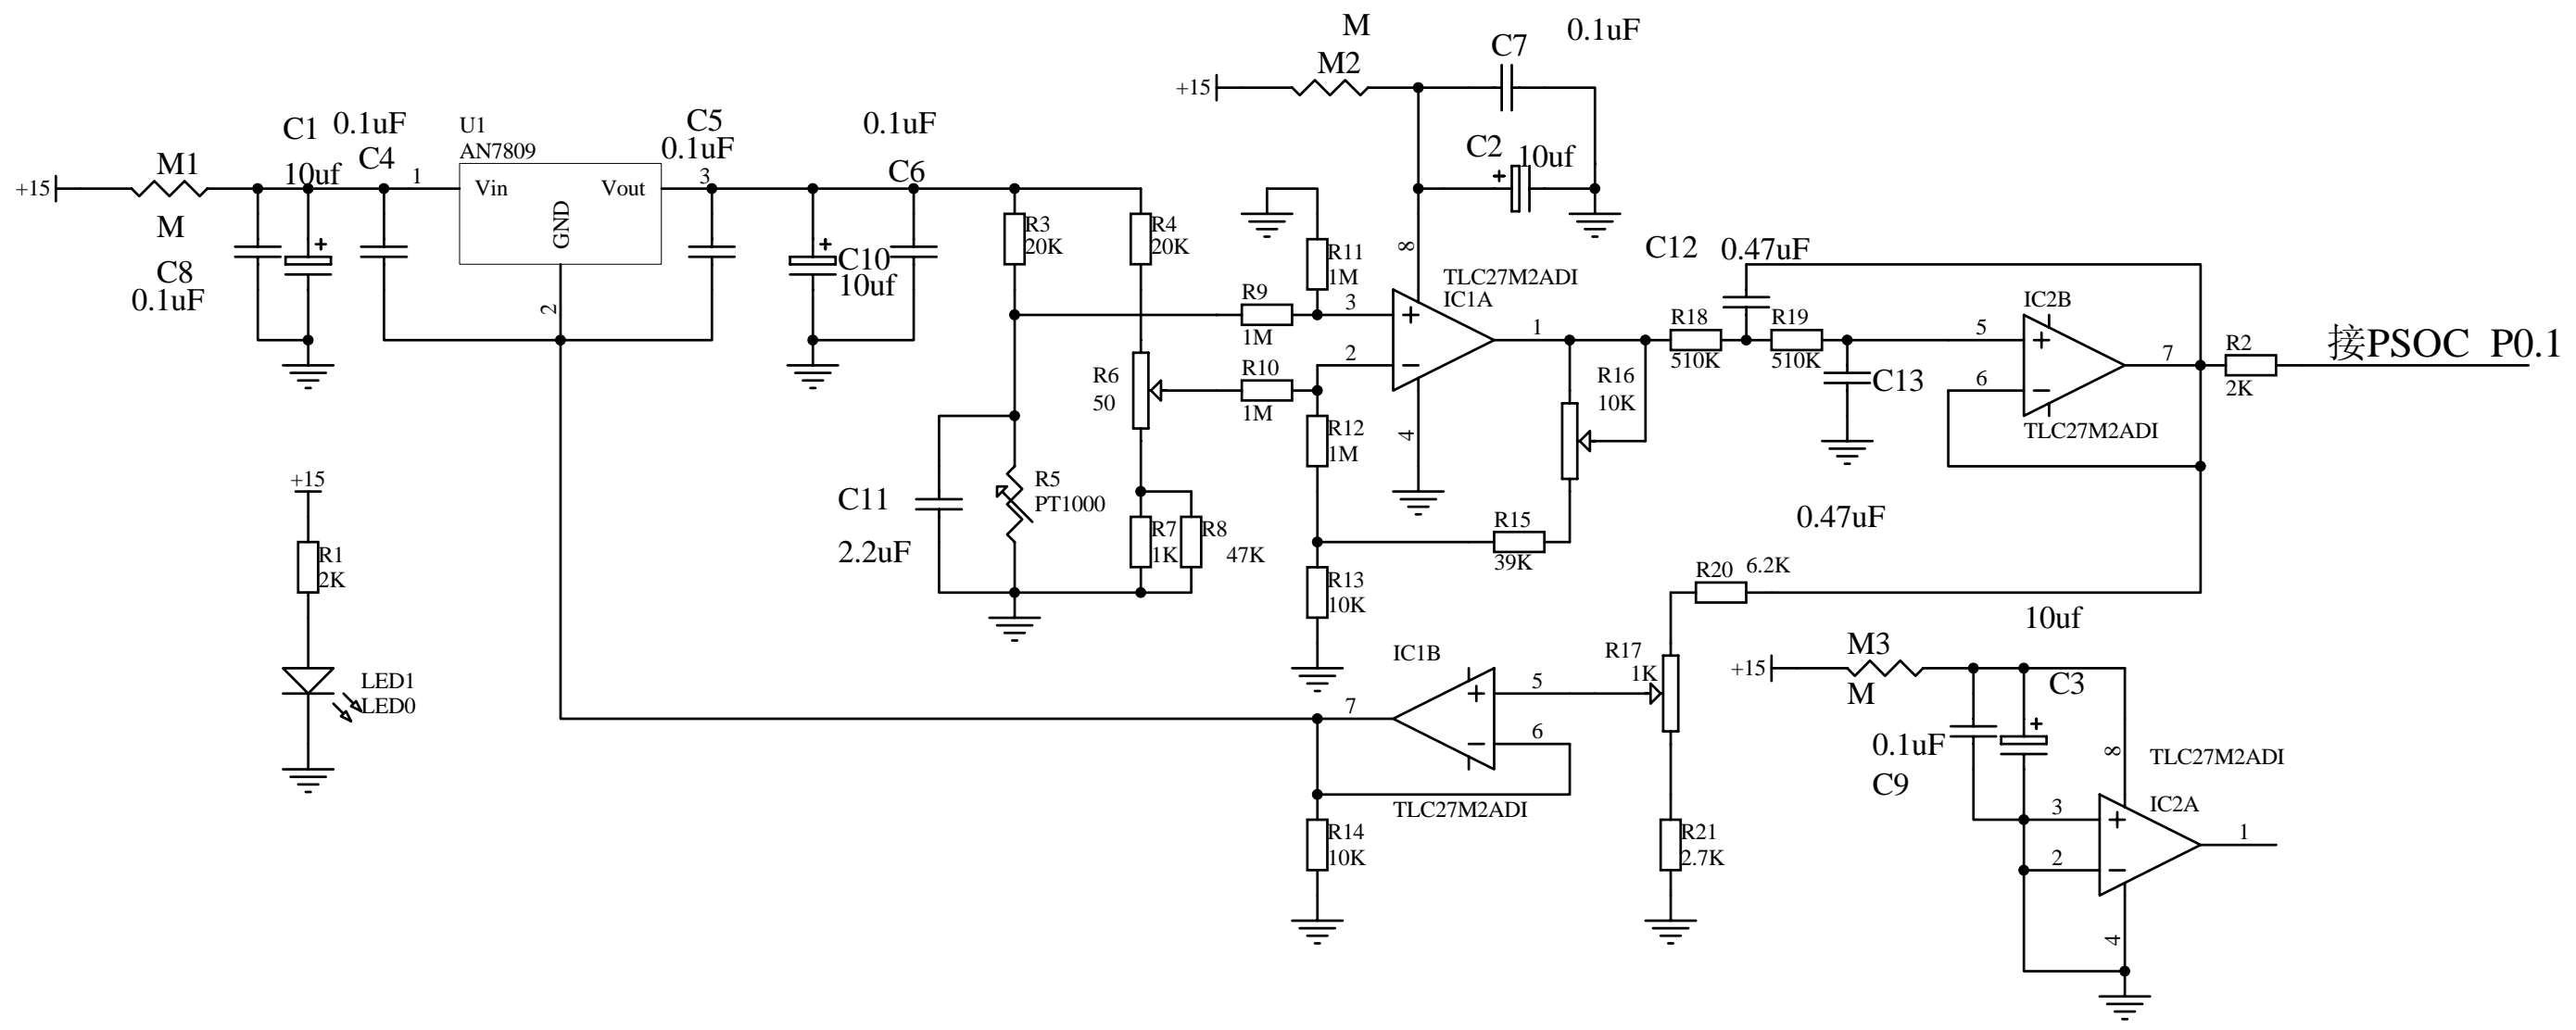 M
0.1uF
C7
M2
+15
C2
10uf
C1
0.1uF
C4
10uf
U1
AN7809
C5
0.1uF
0.1uF
C6
M1
+15
M
C8
0.1uF
1
Vin
Vout
3
GND
2
C10
10uf
R3
20K
R4
20K
R11
1M
8
TLC27M2ADI
IC1A
R9
1M
3
2
1
4
R6
50
R10
1M
R12
1M
C12
0.47uF
R18
510K
R19
510K
R16
10K
C13
IC2B
5
6
7
TLC27M2ADI
R2
2K
接PSOC P0.1
+15
R1
2K
LED1
LED0
C11
2.2uF
R5
PT1000
R7
1K
R8
47K
R15
39K
R13
10K
0.47uF
R20
6.2K
10uf
IC1B
5
6
7
TLC27M2ADI
R17
1K
R14
10K
R21
2.7K
M3
+15
M
C3
0.1uF
C9
8
TLC27M2ADI
IC2A
3
2
1
4